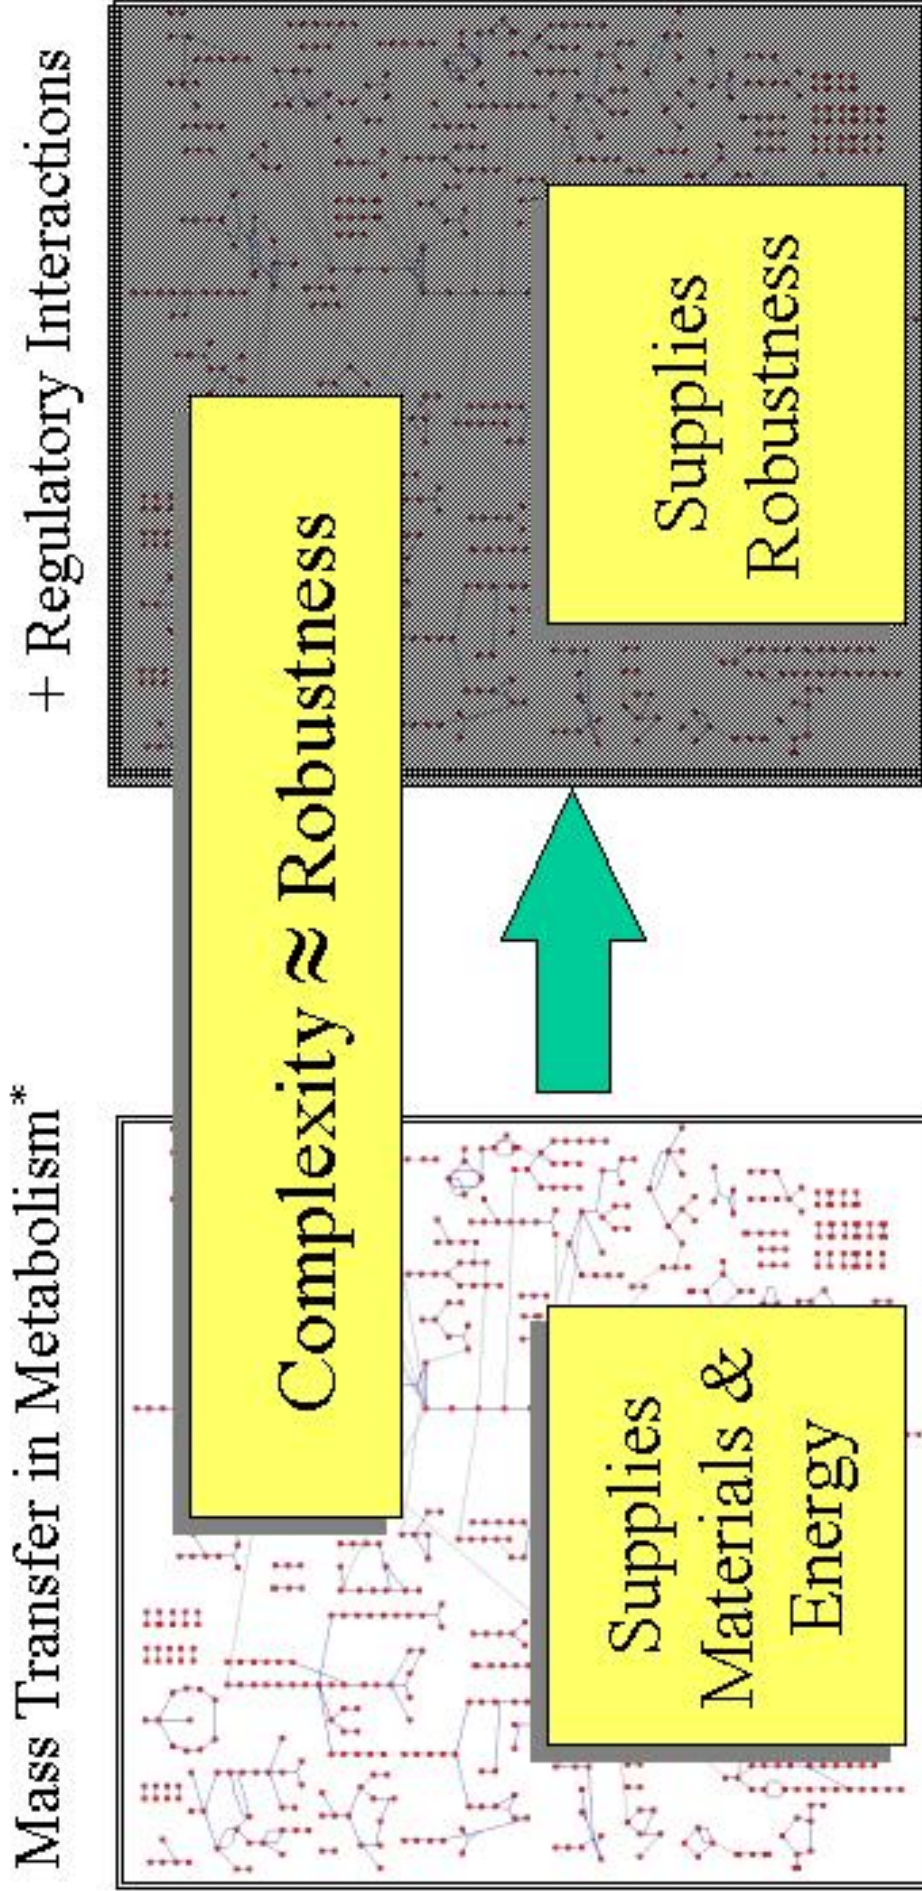 Mass Transfer in Metabolism*
+ Regulatory Interactions
Complexity ≈ Robustness
Supplies
Materials &
Energy
Supplies
Robustness